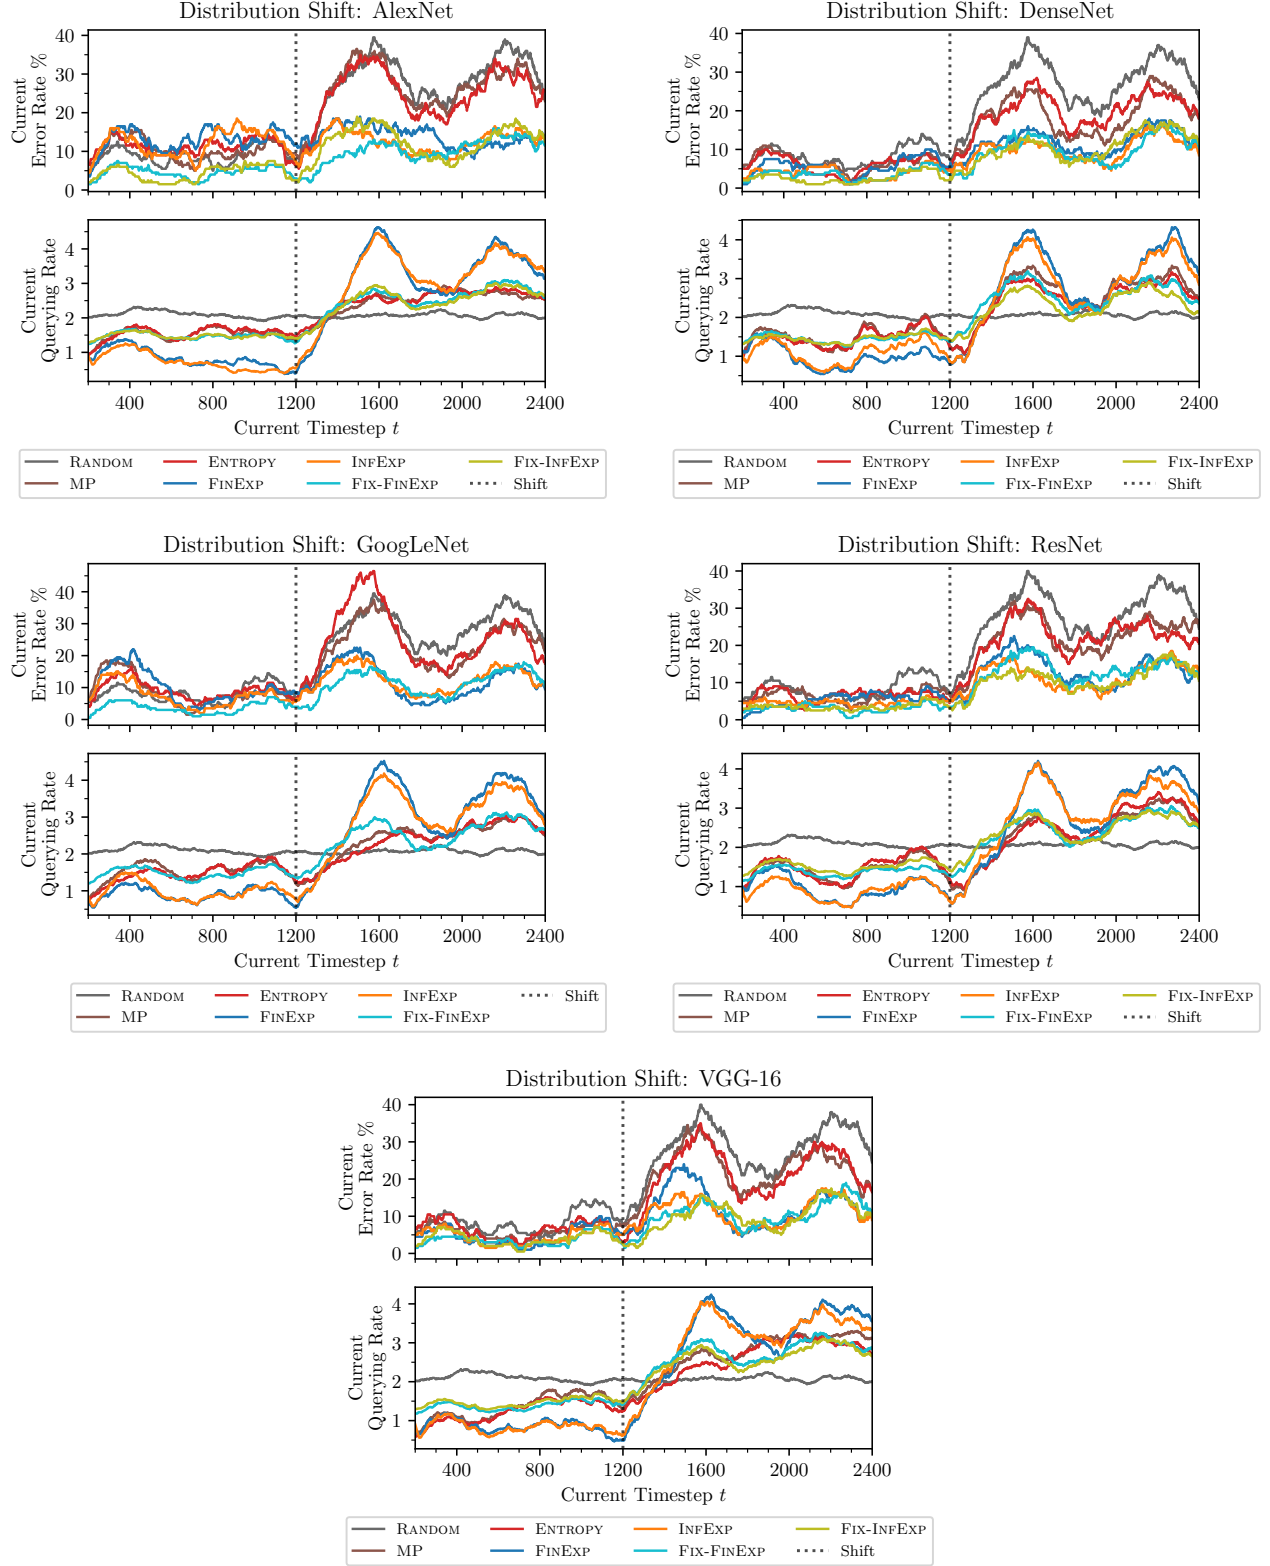 Distribution Shift: AlexNet
Current
Error Rate %
40
30
20
10
0
Current
Querying Rate
4
3
2
1
400 800 1200 1600 2000 2400
Current Timestep t
RANDOM ENTROPY INFEXP FIX-INFEXP
MP FINEXP FIX-FINEXP Shift
Distribution Shift: DenseNet
Current
Error Rate %
40
30
20
10
0
Current
Querying Rate
4
3
2
1
400 800 1200 1600 2000 2400
Current Timestep t
RANDOM ENTROPY INFEXP FIX-INFEXP
MP FINEXP FIX-FINEXP Shift
Distribution Shift: GoogLeNet
Current
Error Rate %
40
30
20
10
0
Current
Querying Rate
4
3
2
1
400 800 1200 1600 2000 2400
Current Timestep t
RANDOM ENTROPY INFEXP Shift
MP FINEXP FIX-FINEXP
Distribution Shift: ResNet
Current
Error Rate %
40
30
20
10
0
Current
Querying Rate
4
3
2
1
400 800 1200 1600 2000 2400
Current Timestep t
RANDOM ENTROPY INFEXP FIX-INFEXP
MP FINEXP FIX-FINEXP Shift
Distribution Shift: VGG-16
Current
Error Rate %
40
30
20
10
0
Current
Querying Rate
4
3
2
1
400 800 1200 1600 2000 2400
Current Timestep t
RANDOM ENTROPY INFEXP FIX-INFEXP
MP FINEXP FIX-FINEXP Shift